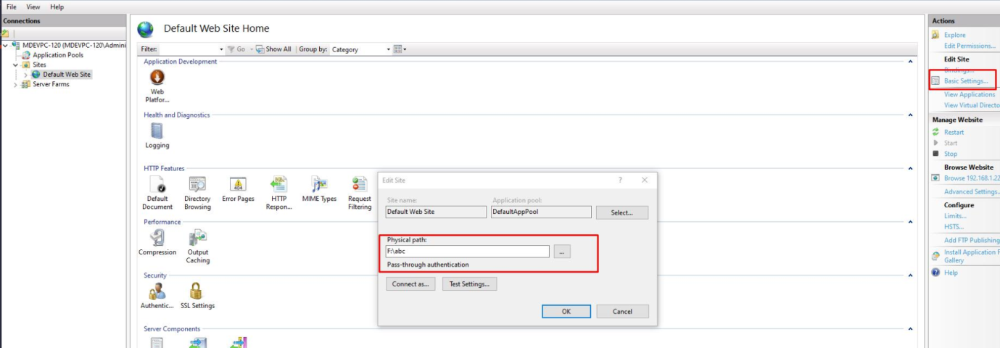 File View Help
Connections
MDEVPC-120 (MDEVPC-120\Admini
Application Pools
Sites
Default Web Site
Server Farms
Default Web Site Home
Filter: Go Show All Group by: Category
Application Development
Web
Platfor...
Health and Diagnostics
Logging
HTTP Features
Default
Document
Directory
Browsing
Error Pages
HTTP
Respon...
MIME Types
Request
Filtering
Performance
Compression
Output
Caching
Security
Authentic...
SSL Settings
Server Components
Edit Site
? ×
Site name:
Application pool:
Default Web Site
DefaultAppPool
Select...
Physical path:
F:\abc
...
Pass-through authentication
Connect as...
Test Settings...
OK
Cancel
Actions
Explore
Edit Permissions...
Edit Site
Bindings...
Basic Settings...
View Applications
View Virtual Directo
Manage Website
Restart
Start
Stop
Browse Website
Browse 192.168.1.22
Advanced Settings..
Configure
Limits...
HSTS...
Add FTP Publishing
Install Application F
Gallery
Help